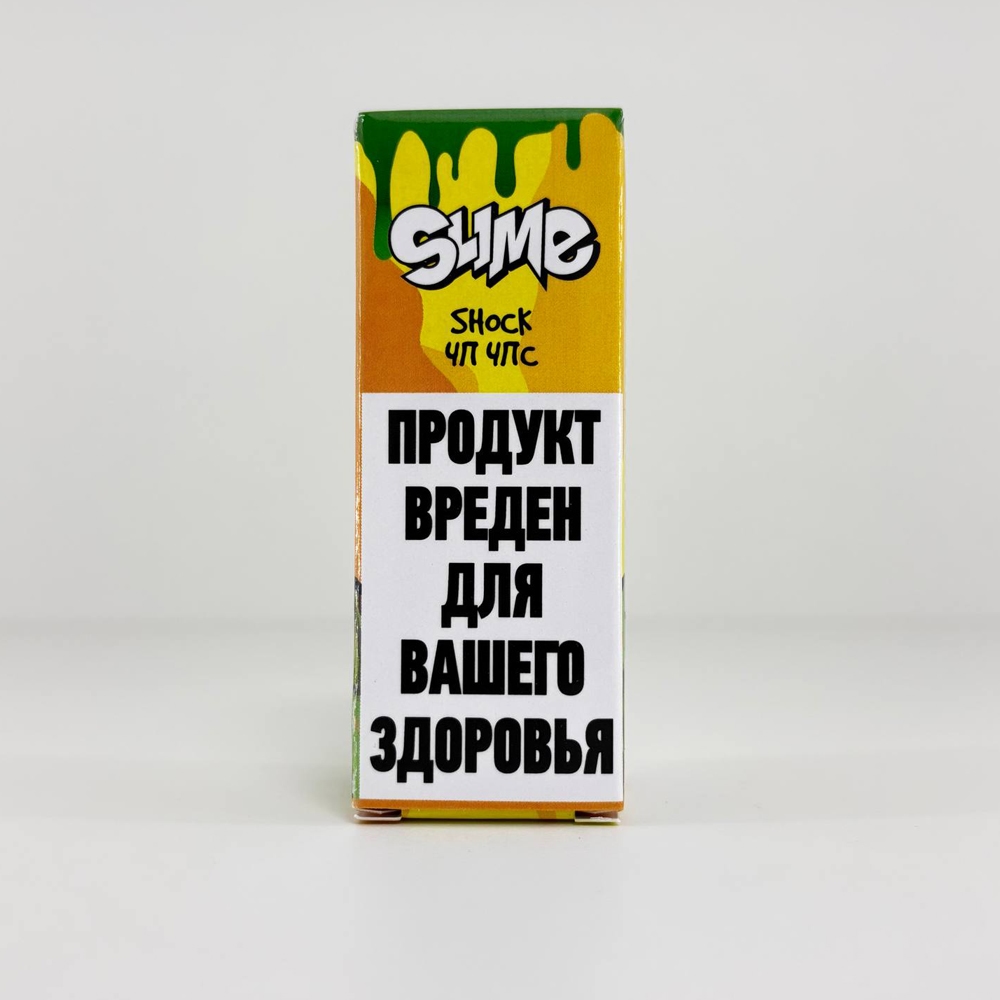 SLIME
SHOCK
ЧП ЧПС
ПРОДУКТ
ВРЕДЕН
ДЛЯ
ВАШЕГО
ЗДОРОВЬЯ